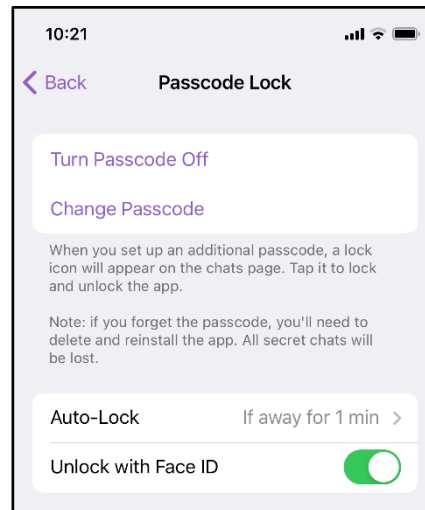 10:21
Back Passcode Lock
Turn Passcode Off
Change Passcode
When you set up an additional passcode, a lock
icon will appear on the chats page. Tap it to lock
and unlock the app.
Note: if you forget the passcode, you'll need to
delete and reinstall the app. All secret chats will
be lost.
Auto-Lock If away for 1 min
Unlock with Face ID